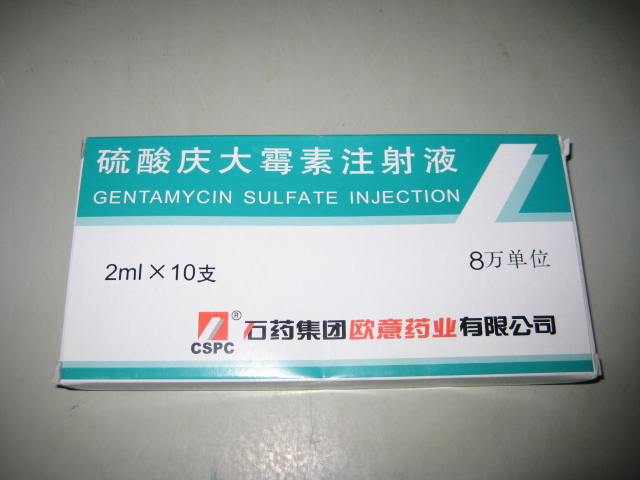 硫酸庆大霉素注射液
GENTAMYCIN SULFATE INJECTION
2ml×10支
8万单位
CSPC® 石药集团欧意药业有限公司